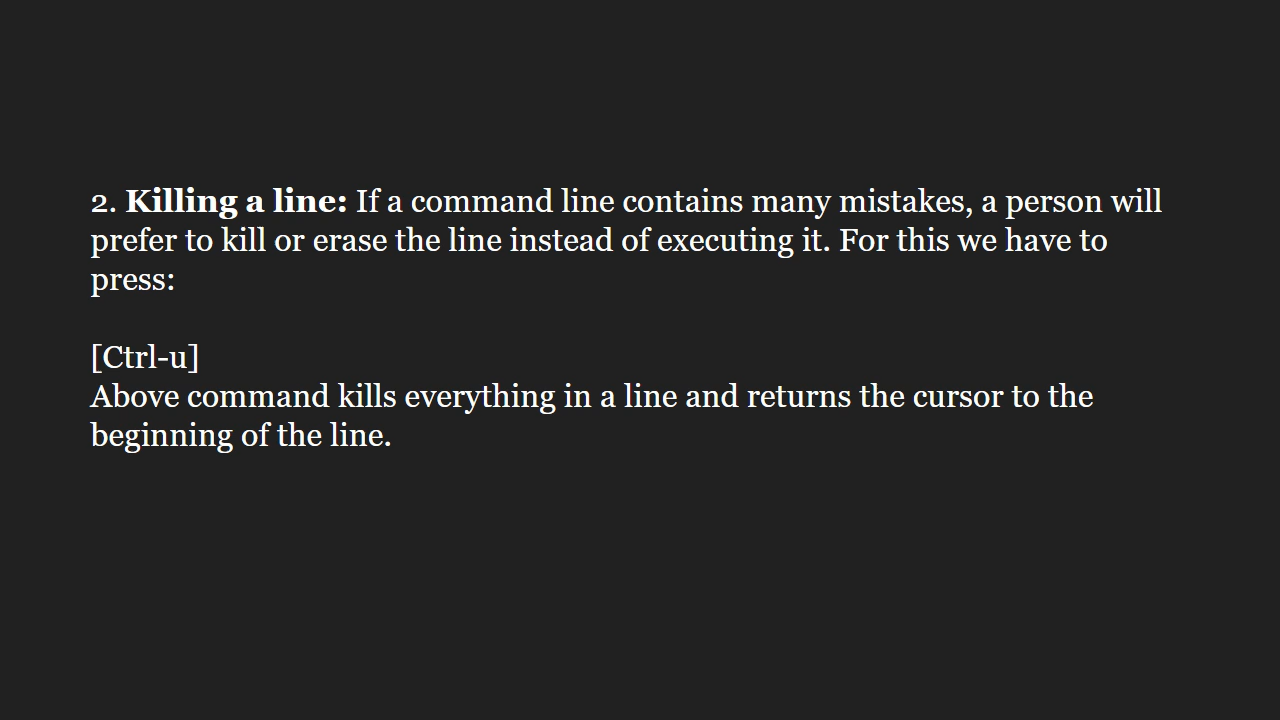 2. Killing a line: If a command line contains many mistakes, a person will
prefer to kill or erase the line instead of executing it. For this we have to
press:
[Ctrl-u]
Above command kills everything in a line and returns the cursor to the
beginning of the line.